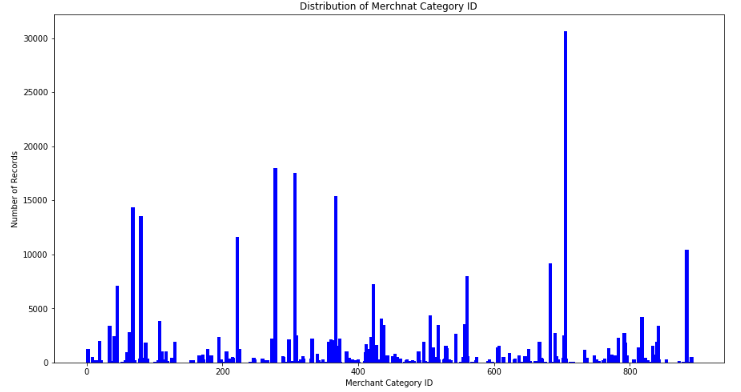 Distribution of Merchnat Category ID
Number of Records
30000
25000
20000
15000
10000
5000
0
0 200 400 600 800
Merchant Category ID